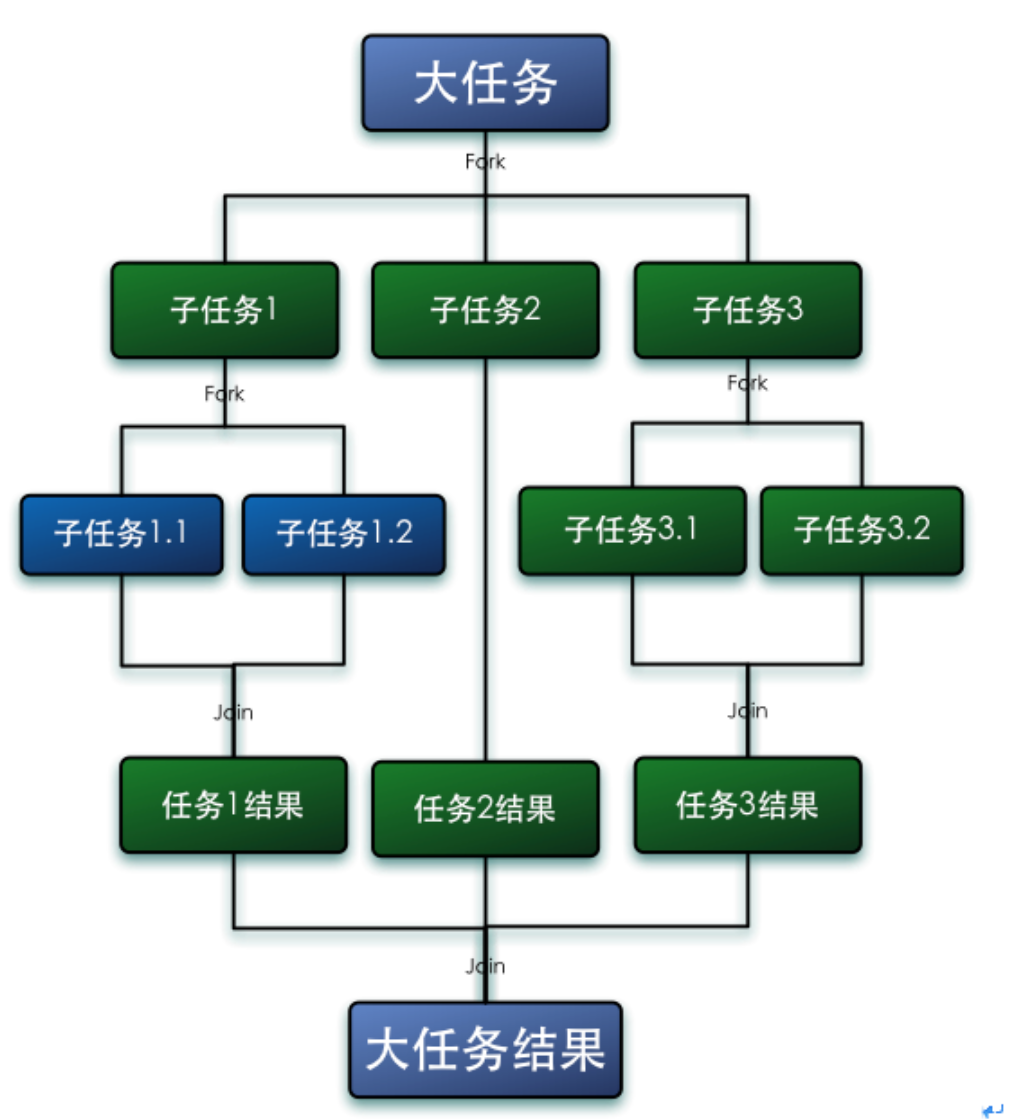 大任务
Fork
子任务1
子任务2
子任务3
Fork
Fork
子任务1.1
子任务1.2
子任务3.1
子任务3.2
Join
Join
任务1结果
任务2结果
任务3结果
Join
大任务结果